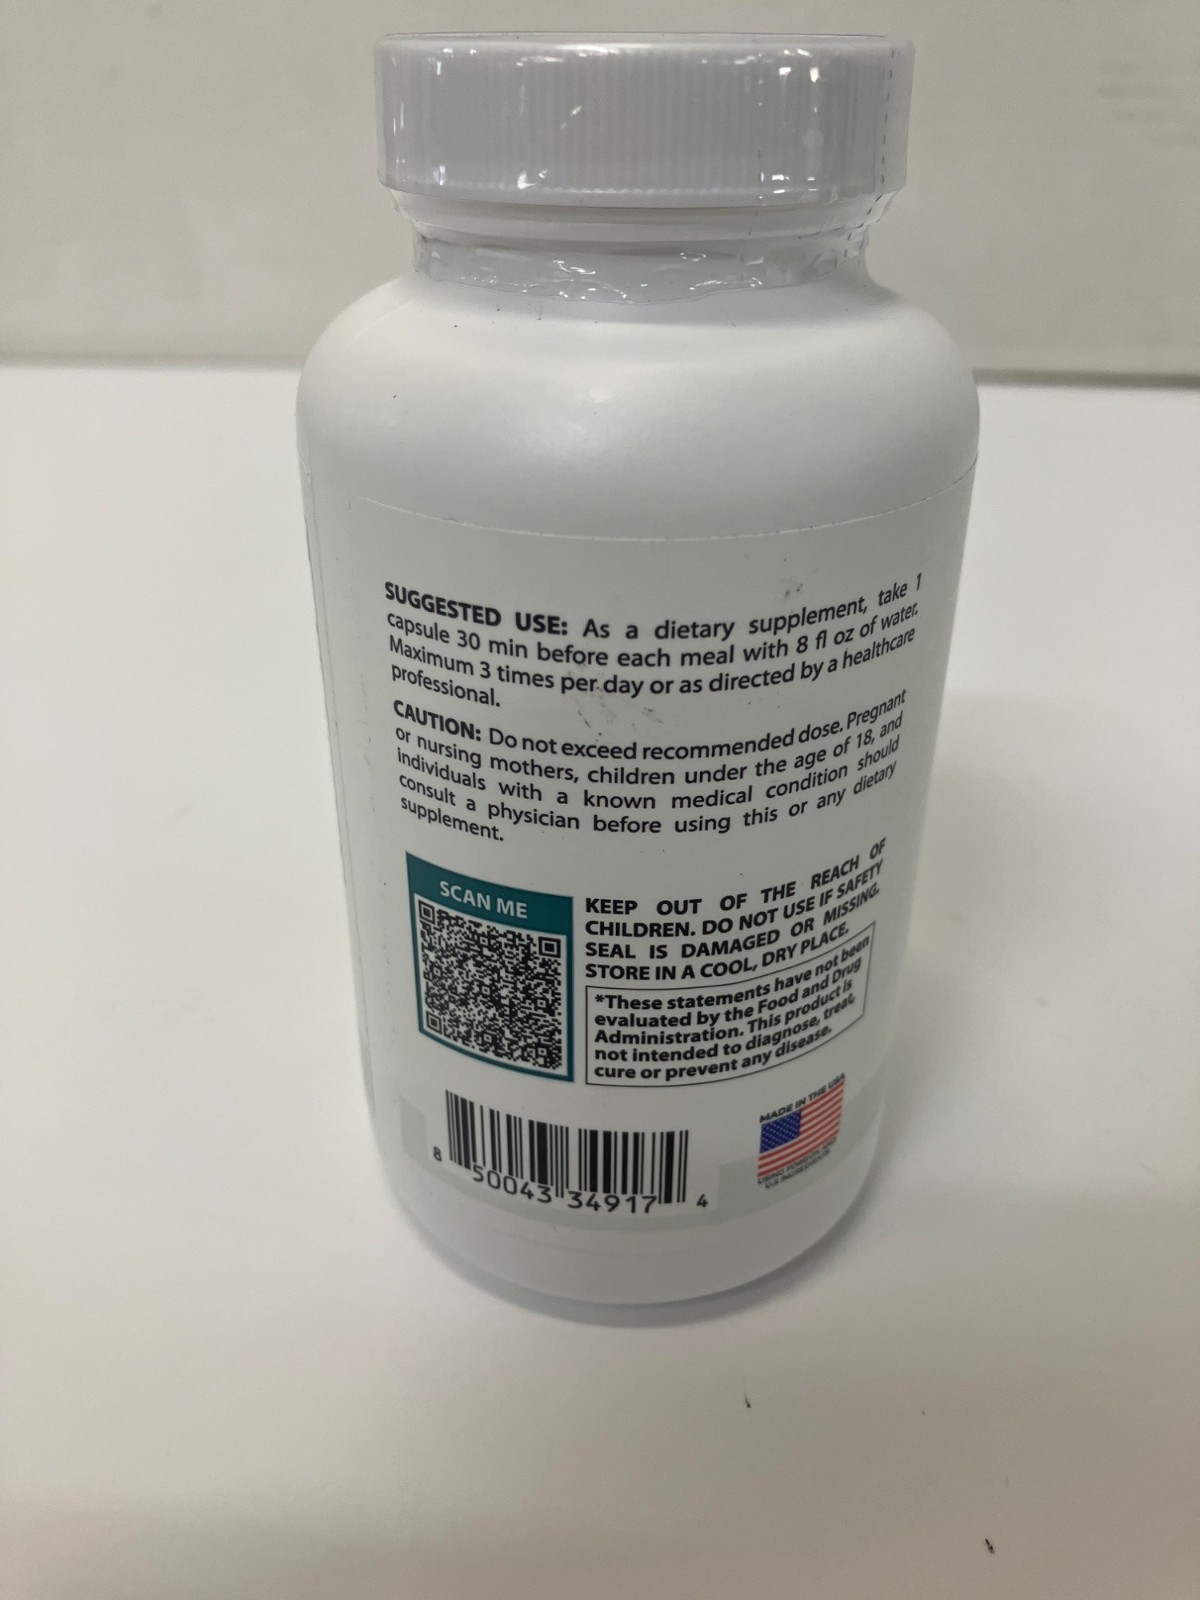 SUGGESTED USE: As a dietary supplement, take 1
capsule 30 min before each meal with 8 fl oz of water.
Maximum 3 times per day or as directed by a healthcare
professional.
CAUTION: Do not exceed recommended dose. Pregnant
or nursing mothers, children under the age of 18, and
individuals with a known medical condition should
consult a physician before using this or any dietary
supplement.
SCAN ME
KEEP OUT OF THE REACH OF
CHILDREN. DO NOT USE IF SAFETY
SEAL IS DAMAGED OR MISSING.
STORE IN A COOL, DRY PLACE.
*These statements have not been
evaluated by the Food and Drug
Administration. This product is
not intended to diagnose, treat,
cure or prevent any disease.
8 50043 34917 4
MADE IN THE USA
USING FOREIGN AND
U.S INGREDIENTS